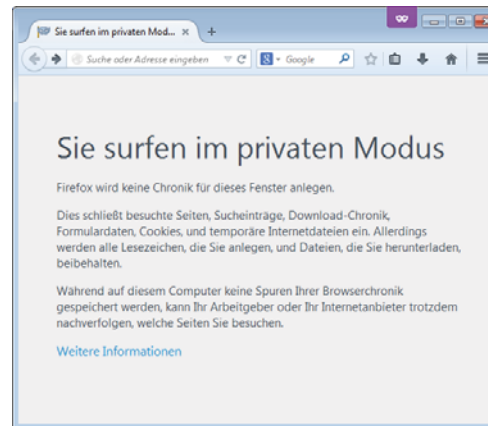 Sie surfen im privaten Mod...
Suche oder Adresse eingeben
Google
Sie surfen im privaten Modus
Firefox wird keine Chronik für dieses Fenster anlegen.
Dies schließt besuchte Seiten, Sucheinträge, Download-Chronik,
Formulardaten, Cookies, und temporäre Internetdateien ein. Allerdings
werden alle Lesezeichen, die Sie anlegen, und Dateien, die Sie herunterladen,
beibehalten.
Während auf diesem Computer keine Spuren Ihrer Browserchronik
gespeichert werden, kann Ihr Arbeitgeber oder Ihr Internetanbieter trotzdem
nachverfolgen, welche Seiten Sie besuchen.
Weitere Informationen